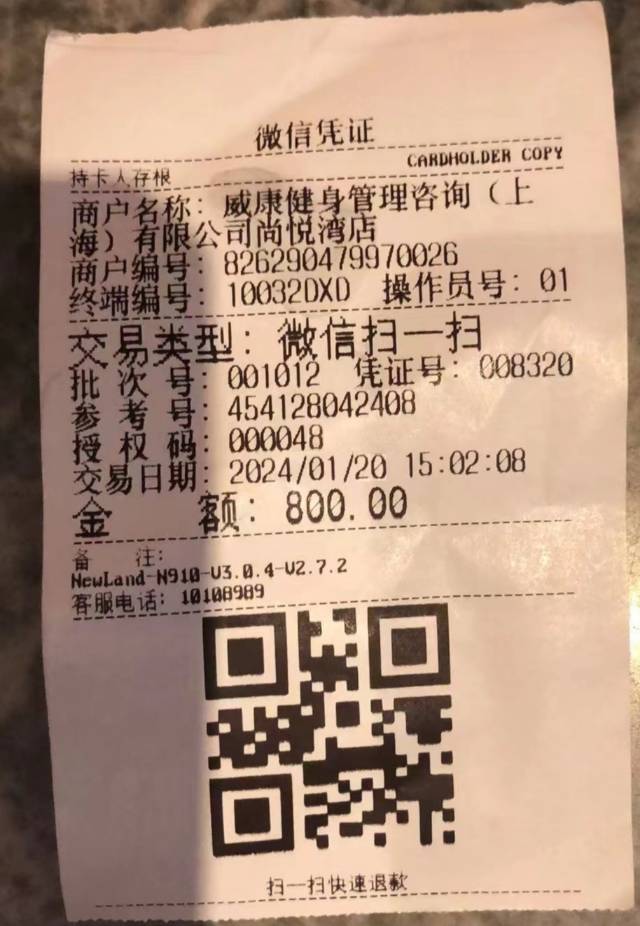 微信凭证
CARDHOLDER COPY
持卡人存根
商户名称: 威康健身管理咨询（上
海）有限公司尚悦湾店
商户编号: 826290479970026
终端编号: 10032DXD 操作员号: 01
交易类型: 微信扫一扫
批 次 号: 001012 凭证号: 008320
参 考 号: 454128042408
授 权 码: 000048
交易日期: 2024/01/20 15:02:08
金 额: 800.00
备 注:
NewLand-N910-V3.0.4-V2.7.2
客服电话: 10108989
扫一扫快速退款